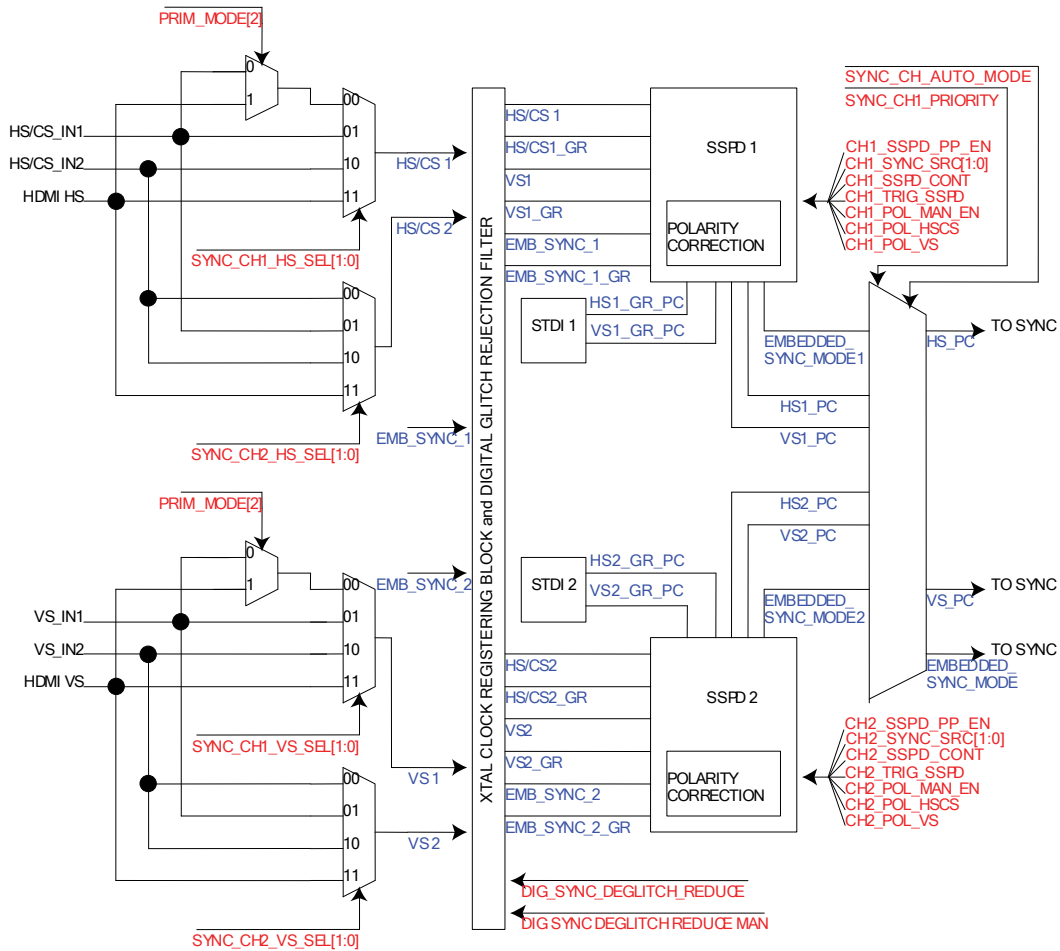 PRIM_MODE[2]
0
1
HS/CS_IN1
HS/CS_IN2
HDMI HS
00
01
10
11
HS/CS 1
SYNC_CH1_HS_SEL[1:0]
HS/CS 2
00
01
10
11
SYNC_CH2_HS_SEL[1:0]
EMB_SYNC_1
PRIM_MODE[2]
0
1
EMB_SYNC_2
VS_IN1
VS_IN2
HDMI VS
00
01
10
11
SYNC_CH1_VS_SEL[1:0]
VS1
00
01
10
11
VS2
SYNC_CH2_VS_SEL[1:0]
XTAL CLOCK REGISTERING BLOCK and DIGITAL GLITCH REJECTION FILTER
HS/CS 1
HS/CS1_GR
VS1
VS1_GR
EMB_SYNC_1
EMB_SYNC_1_GR
SSPD 1
POLARITY
CORRECTION
SYNC_CH_AUTO_MODE
SYNC_CH1_PRIORITY
CH1_SSPD_PP_EN
CH1_SYNC_SRC[1:0]
CH1_SSPD_CONT
CH1_TRIG_SSPD
CH1_POL_MAN_EN
CH1_POL_HSCS
CH1_POL_VS
STDI 1
HS1_GR_PC
VS1_GR_PC
EMBEDDED_
SYNC_MODE1
HS1_PC
VS1_PC
HS_PC
TO SYNC
HS2_PC
VS2_PC
STDI 2
HS2_GR_PC
VS2_GR_PC
EMBEDDED_
SYNC_MODE2
VS_PC
TO SYNC
TO SYNC
EMBEDDED_
SYNC_MODE
HS/CS2
HS/CS2_GR
VS2
VS2_GR
EMB_SYNC_2
EMB_SYNC_2_GR
SSPD 2
POLARITY
CORRECTION
CH2_SSPD_PP_EN
CH2_SYNC_SRC[1:0]
CH2_SSPD_CONT
CH2_TRIG_SSPD
CH2_POL_MAN_EN
CH2_POL_HSCS
CH2_POL_VS
DIG_SYNC_DEGLITCH_REDUCE
DIG SYNC DEGLITCH REDUCE MAN